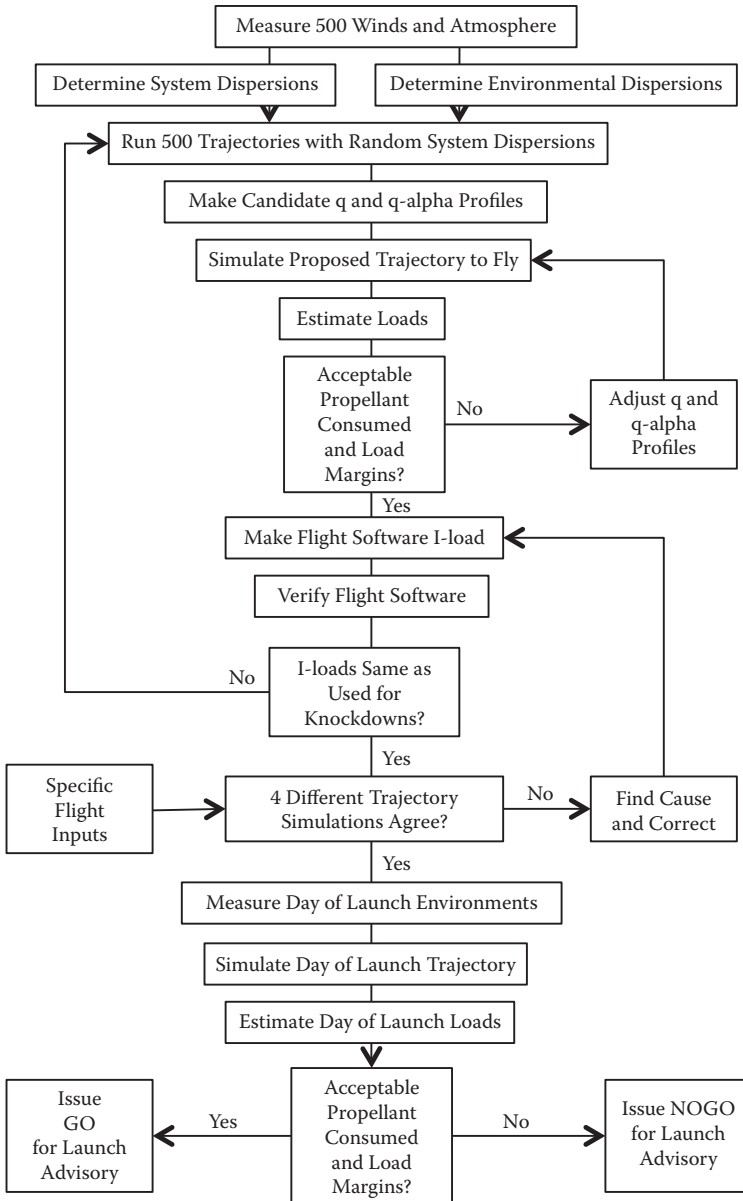 Measure 500 Winds and Atmosphere
Determine System Dispersions
Determine Environmental Dispersions
Run 500 Trajectories with Random System Dispersions
Make Candidate q and q-alpha Profiles
Simulate Proposed Trajectory to Fly
Estimate Loads
Acceptable
Propellant
Consumed
and Load
Margins?
No
Adjust q and
q-alpha
Profiles
Yes
Make Flight Software I-load
Verify Flight Software
I-loads Same as
Used for
Knockdowns?
No
Yes
Specific
Flight
Inputs
4 Different Trajectory
Simulations Agree?
No
Find Cause
and Correct
Yes
Measure Day of Launch Environments
Simulate Day of Launch Trajectory
Estimate Day of Launch Loads
Acceptable
Propellant
Consumed
and Load
Margins?
Yes
Issue
GO
for Launch
Advisory
No
Issue NOGO
for Launch
Advisory